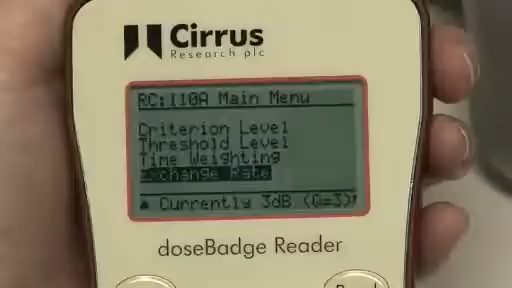 Cirrus
Research plc
RC:110A Main Menu
Criterion Level
Threshold Level
Time Weighting
Exchange Rate
▲ Currently 3dB (Q=3)
doseBadge Reader